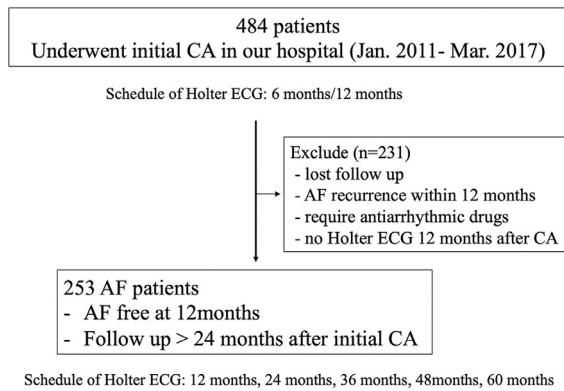 484 patients
Underwent initial CA in our hospital (Jan. 2011- Mar. 2017)
Schedule of Holter ECG: 6 months/12 months
Exclude (n=231)
- lost follow up
- AF recurrence within 12 months
- require antiarrhythmic drugs
- no Holter ECG 12 months after CA
253 AF patients
- AF free at 12months
- Follow up > 24 months after initial CA
Schedule of Holter ECG: 12 months, 24 months, 36 months, 48months, 60 months